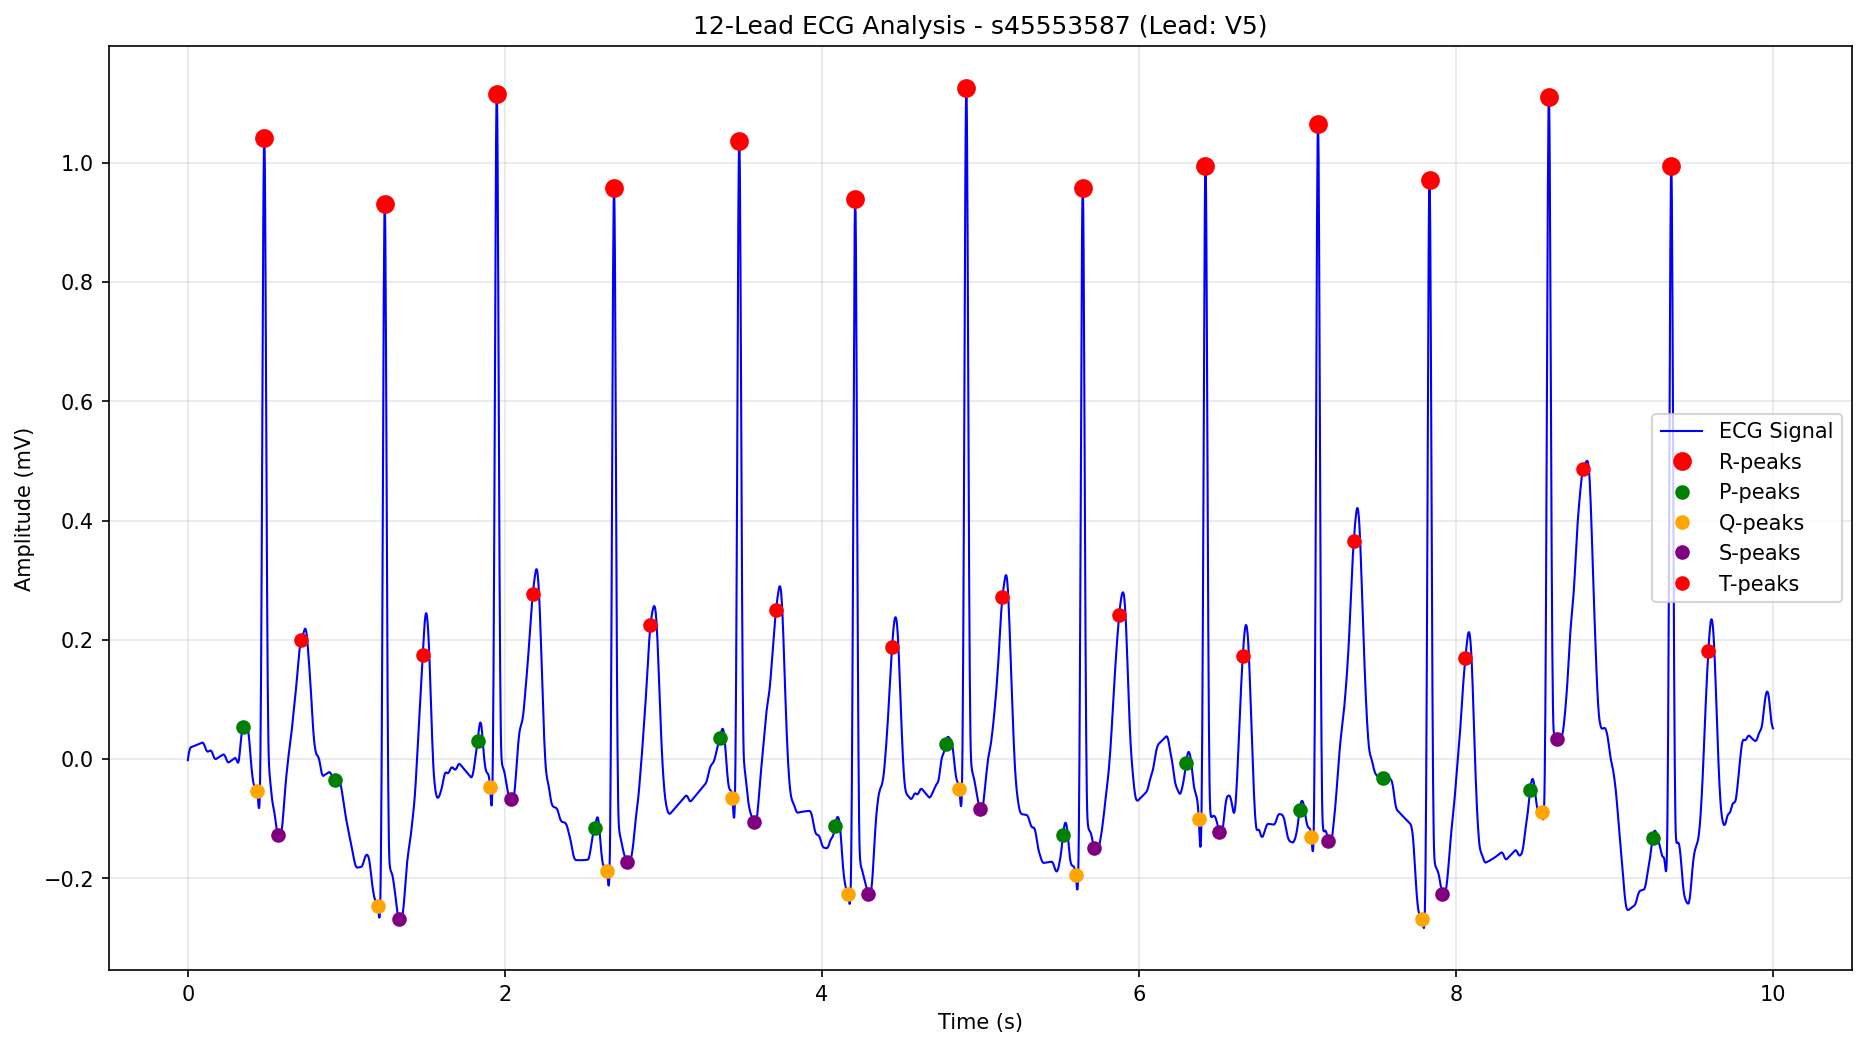 12-Lead ECG Analysis - s45553587 (Lead: V5)
Amplitude (mV)
1.0
0.8
0.6
0.4
0.2
0.0
−0.2
ECG Signal
R-peaks
P-peaks
Q-peaks
S-peaks
T-peaks
0 2 4 6 8 10
Time (s)